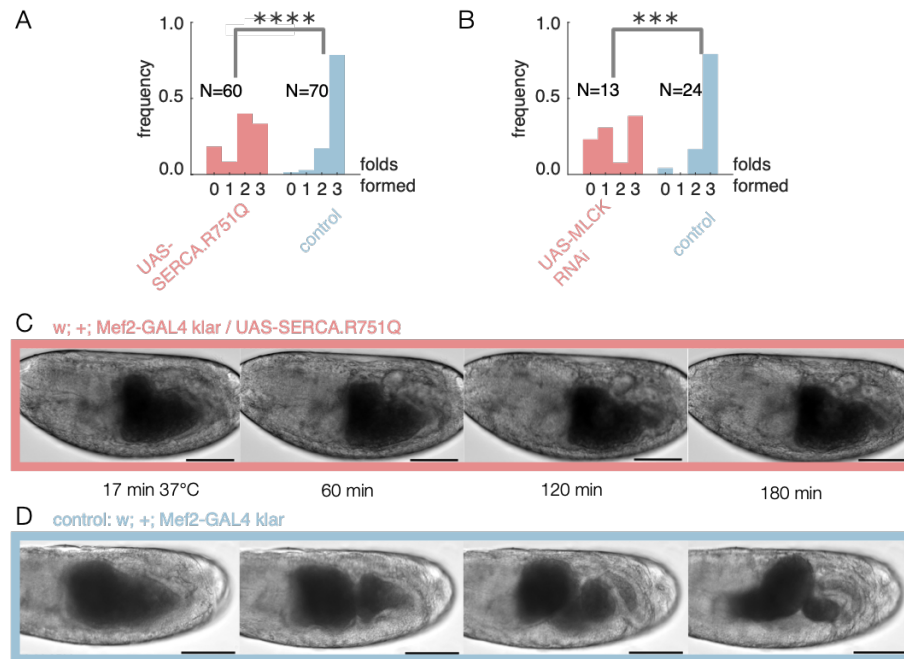 A
****
1.0
frequency
0.5
0.0
N=60
N=70
0 1 2 3 0 1 2 3
folds
formed
UAS-
SERCA.R751Q
control
B
***
1.0
frequency
0.5
0.0
N=13
N=24
0 1 2 3 0 1 2 3
folds
formed
UAS-MLCK
RNAi
control
C w; +; Mef2-GAL4 klar / UAS-SERCA.R751Q
17 min 37°C 60 min 120 min 180 min
D control: w; +; Mef2-GAL4 klar